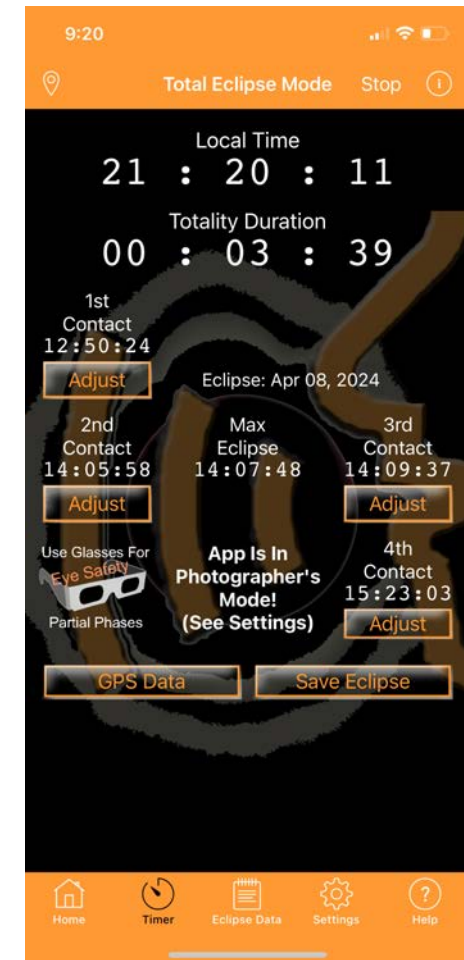 9:20
Total Eclipse Mode Stop
Local Time
21 : 20 : 11
Totality Duration
00 : 03 : 39
1st
Contact
12:50:24
Adjust
Eclipse: Apr 08, 2024
2nd
Contact
14:05:58
Adjust
Max
Eclipse
14:07:48
3rd
Contact
14:09:37
Adjust
Use Glasses For
Eye Safety
Partial Phases
App Is In
Photographer's
Mode!
(See Settings)
4th
Contact
15:23:03
Adjust
GPS Data Save Eclipse
Home Timer Eclipse Data Settings Help